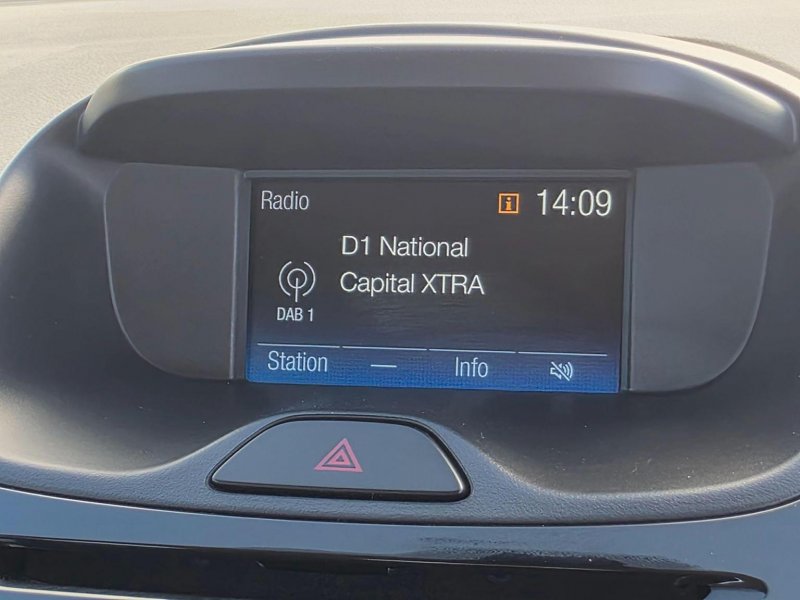 Radio
14:09
D1 National
Capital XTRA
DAB 1
Station
Info